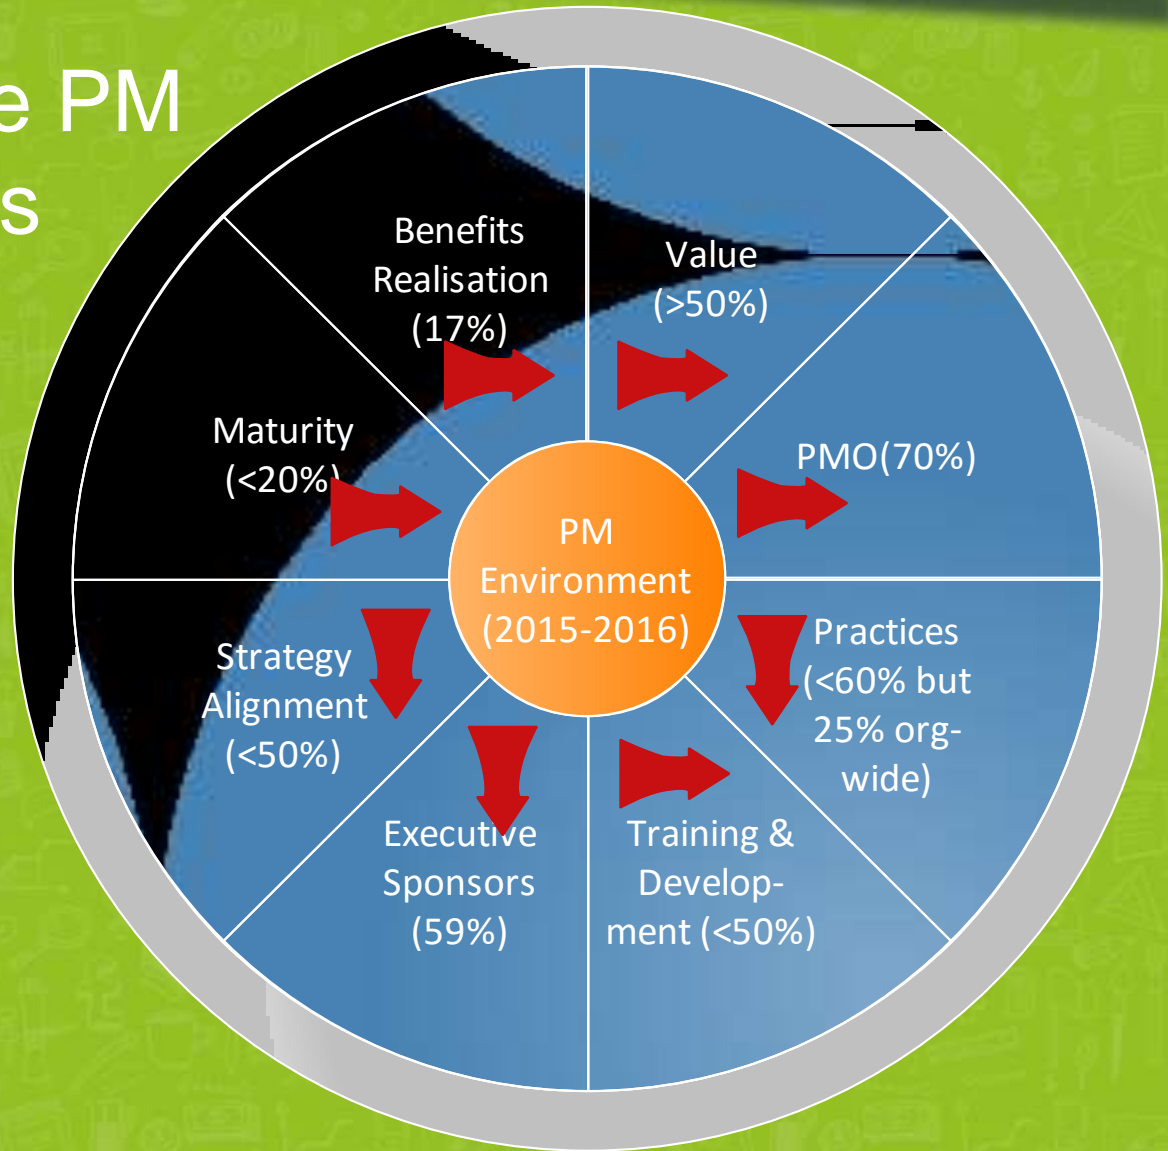 e PM
s
Benefits
Realisation
(17%)
Value
(>50%)
Maturity
(<20%)
PMO(70%)
PM
Environment
(2015-2016)
Strategy
Alignment
(<50%)
Practices
(<60% but
25% org-
wide)
Executive
Sponsors
(59%)
Training &
Develop-
ment (<50%)